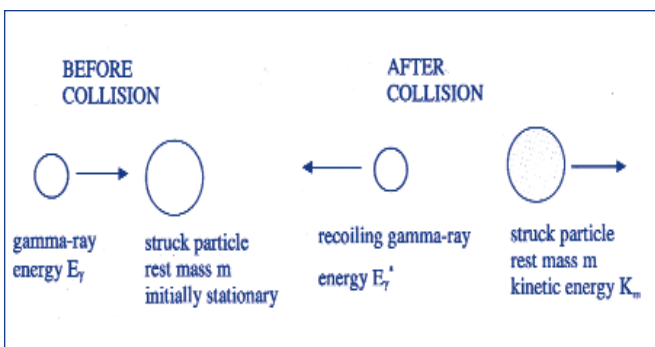 BEFORE
COLLISION
AFTER
COLLISION
gamma-ray
energy Eγ
struck particle
rest mass m
initially stationary
recoiling gamma-ray
energy Eγ*
struck particle
rest mass m
kinetic energy Km